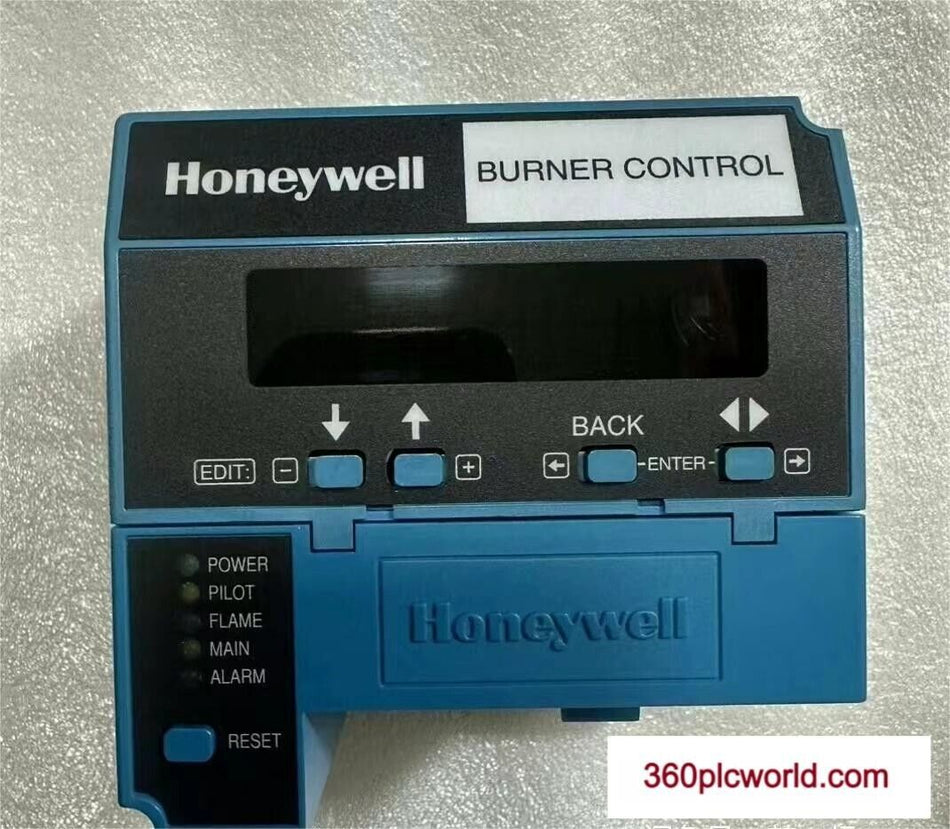 Honeywell
BURNER CONTROL
BACK
EDIT:
-
+
ENTER
POWER
PILOT
FLAME
MAIN
ALARM
Honeywell
RESET
360plcworld.com